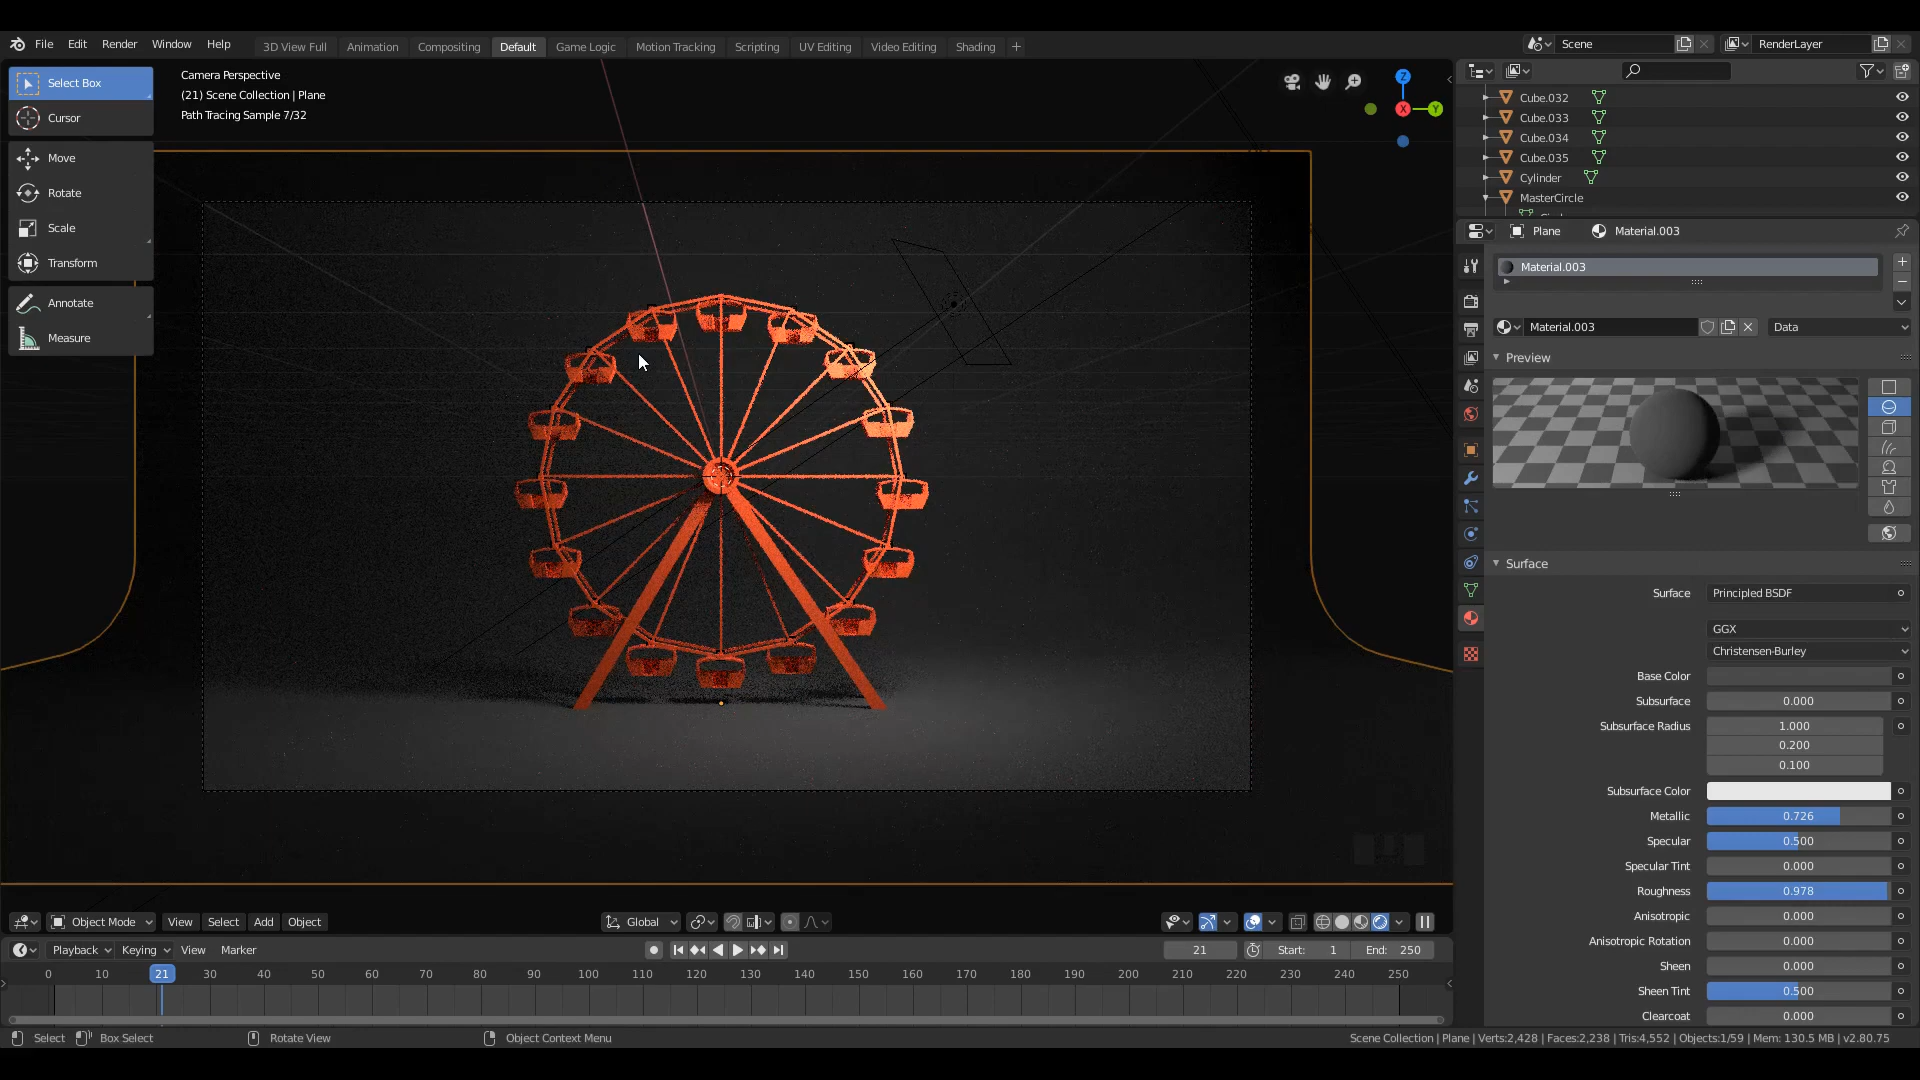 File Edit Render Window Help 3D View Full Animation Compositing Default Game Logic Motion Tracking Scripting UV Editing Video Editing Shading + Scene RenderLayer
Select Box
Cursor
Move
Rotate
Scale
Transform
Annotate
Measure
Camera Perspective
(21) Scene Collection | Plane
Path Tracing Sample 7/32
Z
X
Y
Object Mode View Select Add Object Global
Playback Keying View Marker 21 Start: 1 End: 250
0 10 21 30 40 50 60 70 80 90 100 110 120 130 140 150 160 170 180 190 200 210 220 230 240 250
Cube.032
Cube.033
Cube.034
Cube.035
Cylinder
MasterCircle
Plane Material.003
Material.003
Material.003 Data
Preview
Surface
Surface Principled BSDF
GGX
Christensen-Burley
Base Color
Subsurface 0.000
Subsurface Radius 1.000
0.200
0.100
Subsurface Color
Metallic 0.726
Specular 0.500
Specular Tint 0.000
Roughness 0.978
Anisotropic 0.000
Anisotropic Rotation 0.000
Sheen 0.000
Sheen Tint 0.500
Clearcoat 0.000
Select Box Select Rotate View Object Context Menu Scene Collection | Plane | Verts:2,428 | Faces:2,238 | Tris:4,552 | Objects:1/59 | Mem: 130.5 MB | v2.80.75